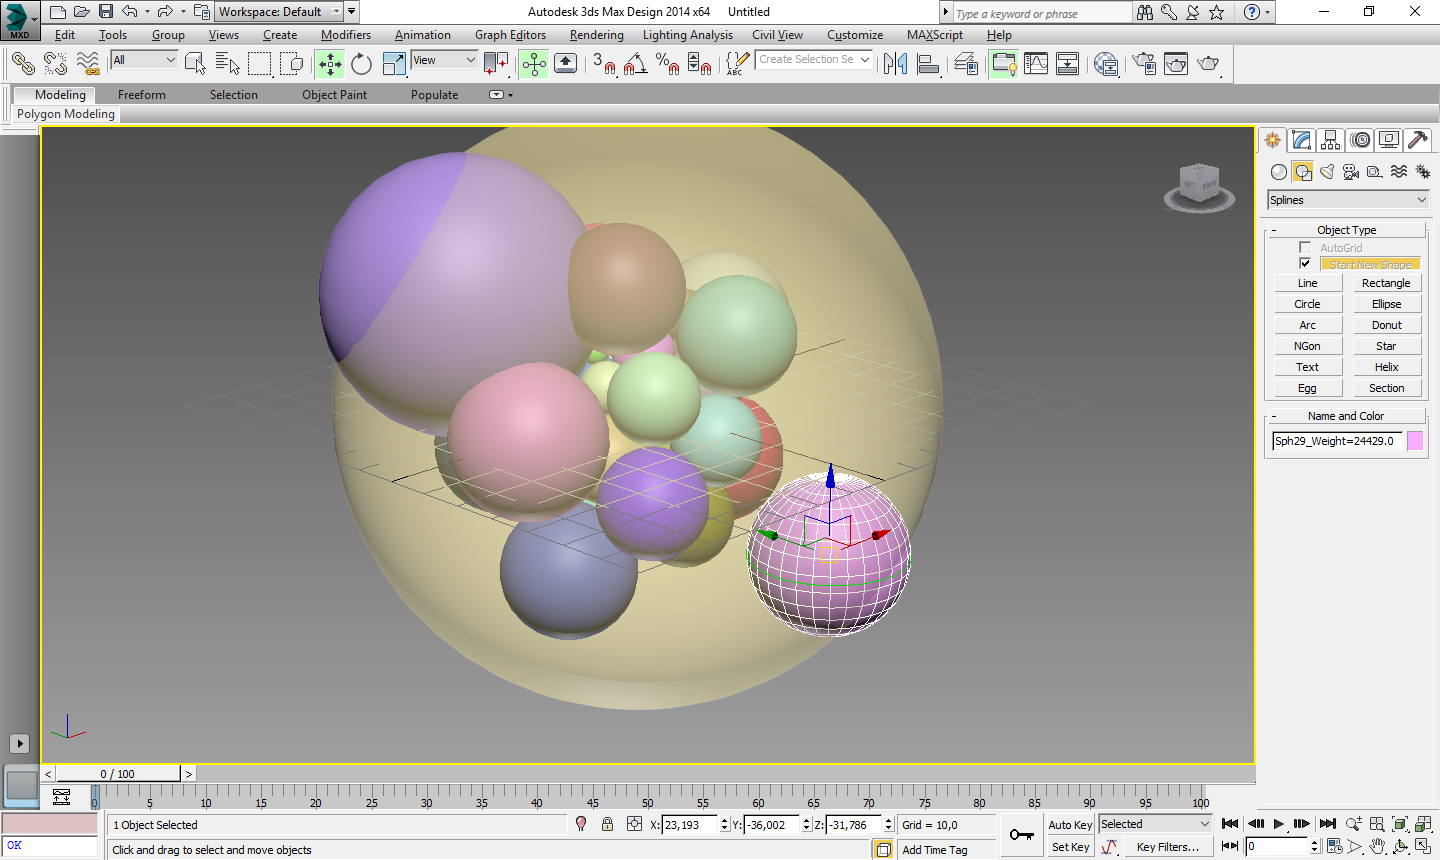 MXD
Workspace: Default
Autodesk 3ds Max Design 2014 x64    Untitled
Type a keyword or phrase
Edit
Tools
Group
Views
Create
Modifiers
Animation
Graph Editors
Rendering
Lighting Analysis
Civil View
Customize
MAXScript
Help
All
View
3
%
ABC
Create Selection Se
Modeling
Freeform
Selection
Object Paint
Populate
Polygon Modeling
Splines
- Object Type
AutoGrid
Start New Shape
Line
Rectangle
Circle
Ellipse
Arc
Donut
NGon
Star
Text
Helix
Egg
Section
- Name and Color
Sph29_Weight=24429.0
< 0 / 100 >
0 5 10 15 20 25 30 35 40 45 50 55 60 65 70 75 80 85 90 95 100
1 Object Selected
X: 23,193
Y: -36,002
Z: -31,786
Grid = 10,0
Auto Key
Selected
OK
Click and drag to select and move objects
Add Time Tag
Set Key
Key Filters...
0